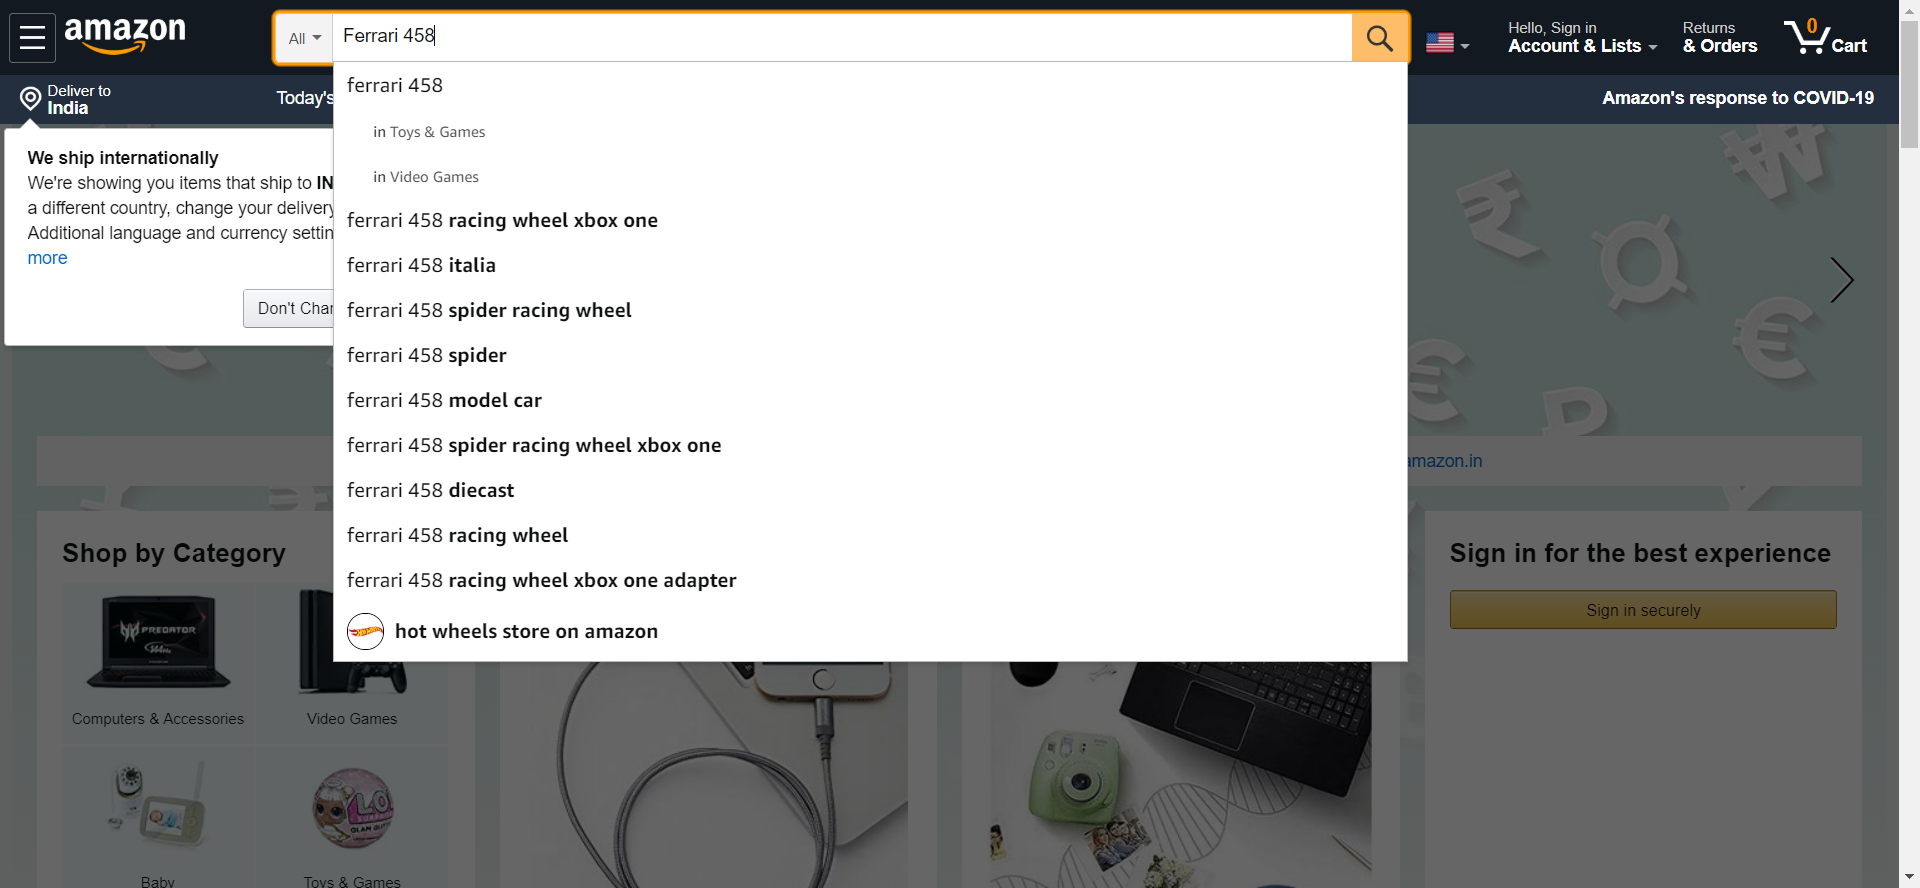 amazon
All
Ferrari 458
Hello, Sign in
Account & Lists
Returns
& Orders
0
Cart
Deliver to
India
Today's
Amazon's response to COVID-19
We ship internationally
We're showing you items that ship to IN
a different country, change your delivery
Additional language and currency settin
more
Don't Char
ferrari 458
in Toys & Games
in Video Games
ferrari 458 racing wheel xbox one
ferrari 458 italia
ferrari 458 spider racing wheel
ferrari 458 spider
ferrari 458 model car
ferrari 458 spider racing wheel xbox one
ferrari 458 diecast
ferrari 458 racing wheel
ferrari 458 racing wheel xbox one adapter
hot wheels store on amazon
amazon.in
Shop by Category
PREDATOR
144Hz
Computers & Accessories
Video Games
L.O.L.
SURPRISE
GLAM GLITTER
Baby
Toys & Games
Sign in for the best experience
Sign in securely